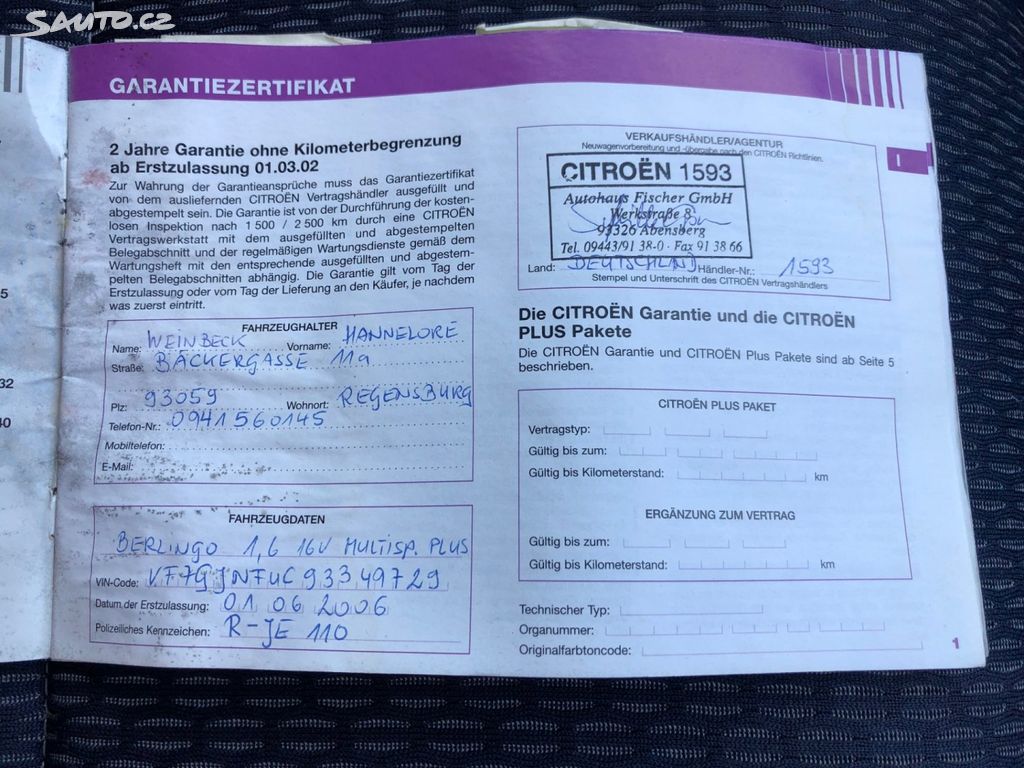 SAUTO.CZ
GARANTIEZERTIFIKAT
2 Jahre Garantie ohne Kilometerbegrenzung
ab Erstzulassung 01.03.02
Zur Wahrung der Garantieansprüche muss das Garantiezertifikat
von dem ausliefernden CITROËN Vertragshändler ausgefüllt und
abgestempelt sein. Die Garantie ist von der Durchführung der kosten-
losen Inspektion nach 1 500 / 2 500 km durch eine CITROËN
Vertragswerkstatt mit dem ausgefüllten und abgestempelten
Belegabschnitt und der regelmäßigen Wartungsdienste gemäß dem
Wartungsheft mit den entsprechende ausgefüllten und abgestem-
pelten Belegabschnitten abhängig. Die Garantie gilt vom Tag der
Erstzulassung oder vom Tag der Lieferung an den Käufer, je nachdem
was zuerst eintritt.
FAHRZEUGHALTER
Name: WEINBECK Vorname: HANNELORE
Straße: BÄCKERGASSE 11a
Plz: 93059 Wohnort: REGENSBURG
Telefon-Nr.: 0941560145
Mobiltelefon:
E-Mail:
FAHRZEUGDATEN
BERLINGO 1,6 16V MULTISP. PLUS
VIN-Code: VF7GJNFUC93349729
Datum der Erstzulassung: 01 06 2006
Polizeiliches Kennzeichen: R-JE 110
VERKAUFSHÄNDLER/AGENTUR
Neuwagenvorbereitung und -übergabe nach den CITROËN Richtlinien.
CITROËN 1593
Autohaus Fischer GmbH
Werkstraße 8
93326 Abensberg
Tel. 09443/91 38-0 · Fax 91 38 66
Land: DEUTSCHLAND Händler-Nr.: 1593
Stempel und Unterschrift des CITROËN Vertragshändlers
I
Die CITROËN Garantie und die CITROËN
PLUS Pakete
Die CITROËN Garantie und CITROËN Plus Pakete sind ab Seite 5
beschrieben.
CITROËN PLUS PAKET
Vertragstyp:
Gültig bis zum:
Gültig bis Kilometerstand: km
ERGÄNZUNG ZUM VERTRAG
Gültig bis zum:
Gültig bis Kilometerstand: km
Technischer Typ:
Organummer:
Originalfarbtoncode:
1
5
32
40